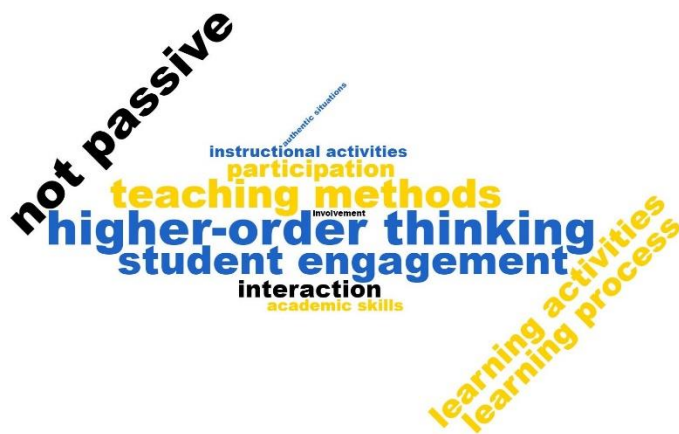 not passive
authentic situations
instructional activities
participation
teaching methods
Involvement
higher-order thinking
student engagement
interaction
academic skills
learning activities
learning process